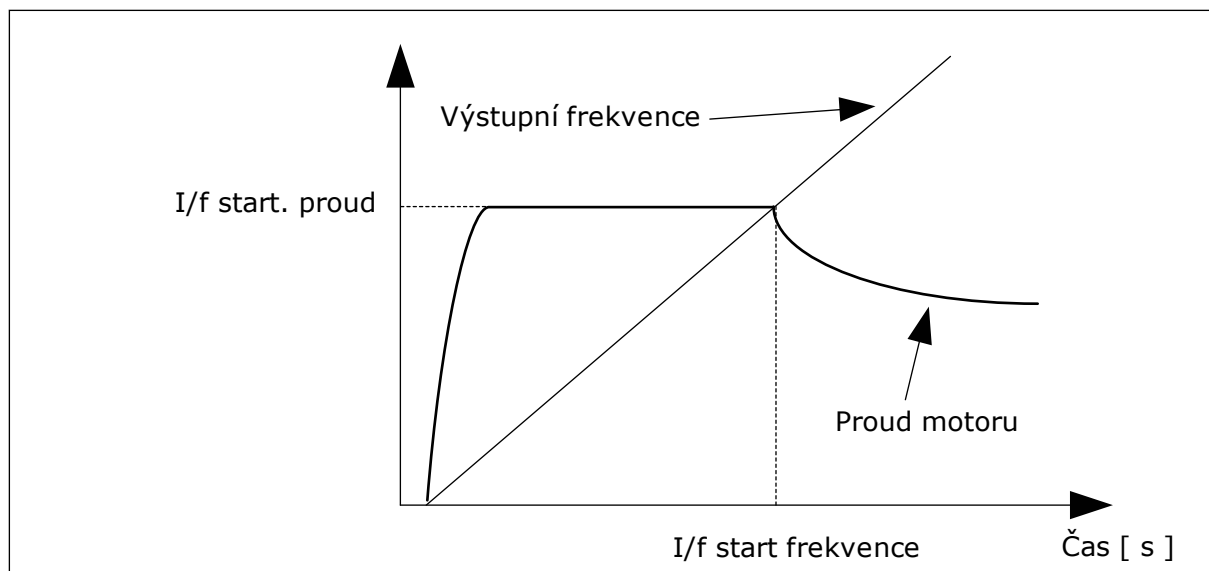 Výstupní frekvence
I/f start. proud
Proud motoru
I/f start frekvence
Čas [ s ]